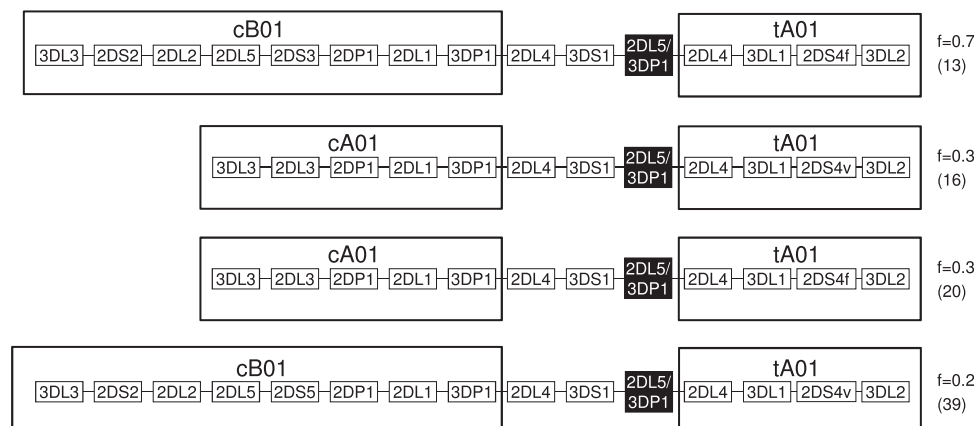 cB01 tA01
3DL3 2DS2 2DL2 2DL5 2DS3 2DP1 2DL1 3DP1 2DL4 3DS1 2DL5/3DP1 2DL4 3DL1 2DS4f 3DL2 f=0.7
(13)
cA01 tA01
3DL3 2DL3 2DP1 2DL1 3DP1 2DL4 3DS1 2DL5/3DP1 2DL4 3DL1 2DS4v 3DL2 f=0.3
(16)
cA01 tA01
3DL3 2DL3 2DP1 2DL1 3DP1 2DL4 3DS1 2DL5/3DP1 2DL4 3DL1 2DS4f 3DL2 f=0.3
(20)
cB01 tA01
3DL3 2DS2 2DL2 2DL5 2DS5 2DP1 2DL1 3DP1 2DL4 3DS1 2DL5/3DP1 2DL4 3DL1 2DS4v 3DL2 f=0.2
(39)